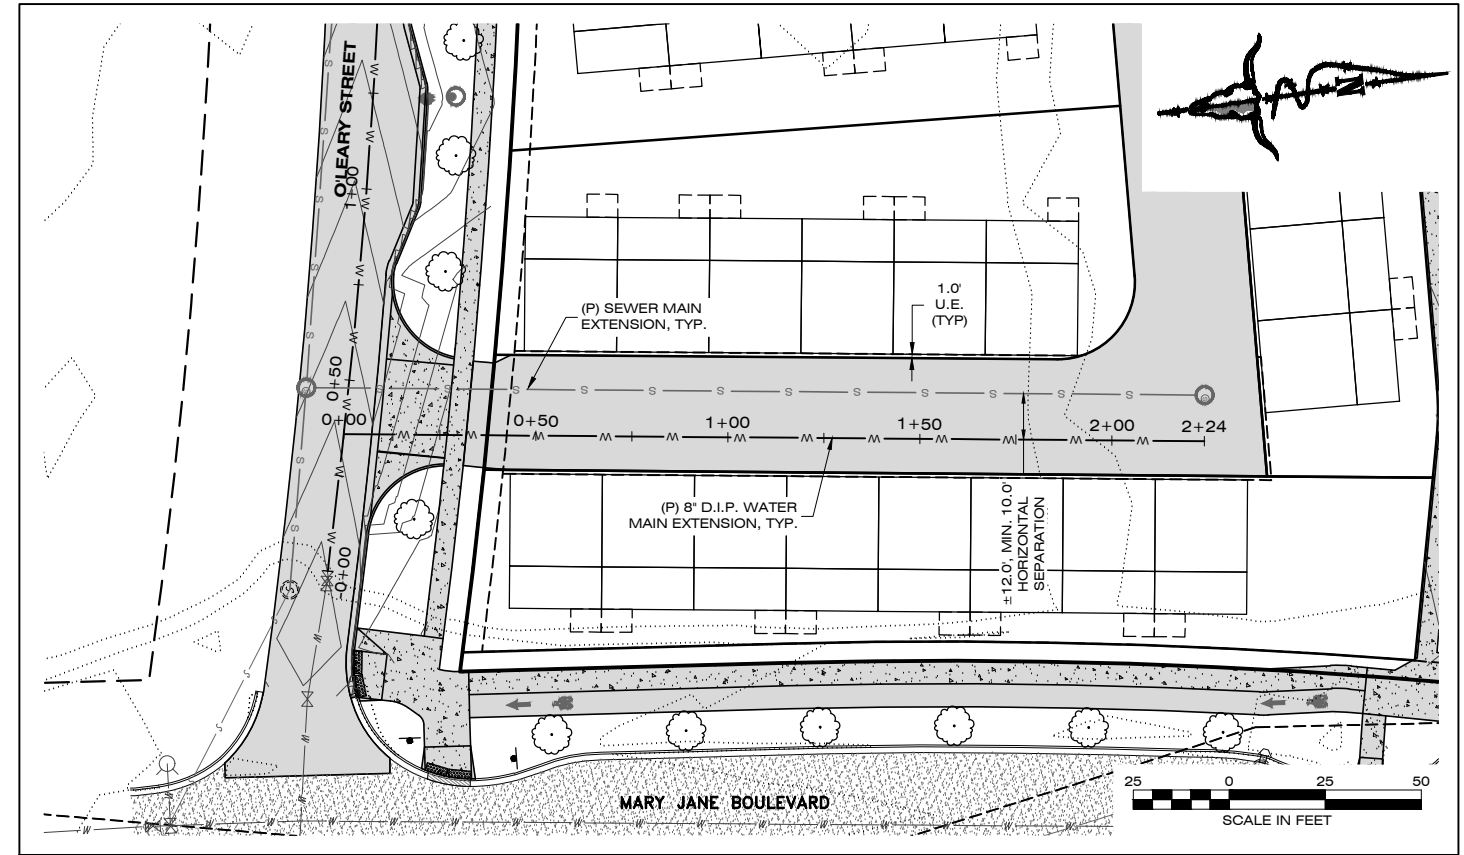 O'LEARY STREET
1+00
0+50
-0+00
(P) SEWER MAIN
EXTENSION, TYP.
1.0'
U.E.
(TYP)
0+00
0+50
1+00
1+50
2+00
2+24
(P) 8" D.I.P. WATER
MAIN EXTENSION, TYP.
±12.0', MIN. 10.0'
HORIZONTAL
SEPARATION
N
MARY JANE BOULEVARD
25 0 25 50
SCALE IN FEET
S S S S S S S S S S
W W W W W W W W W W